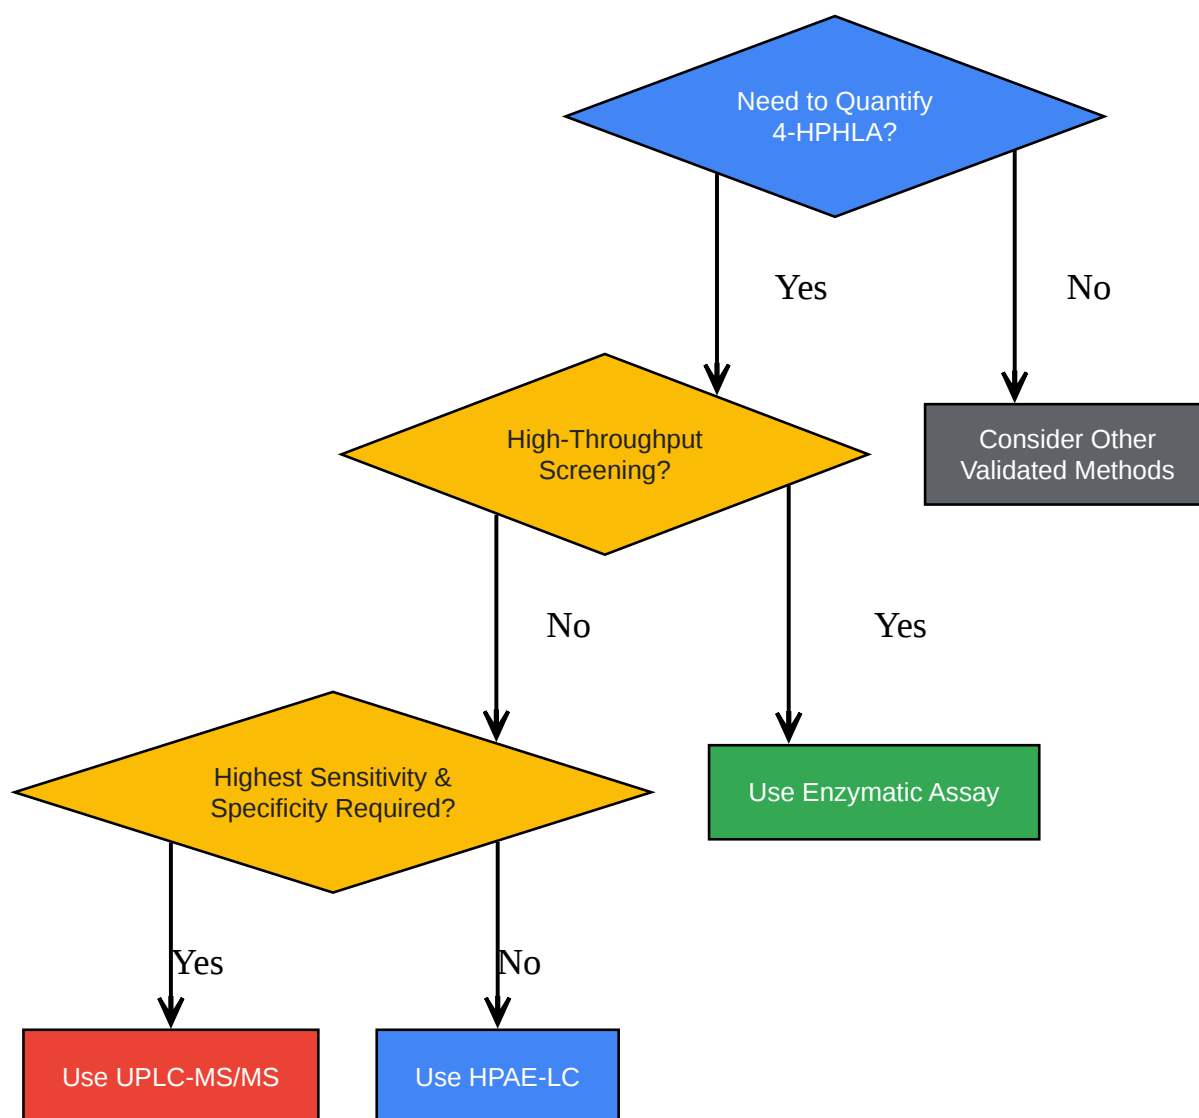 Need to Quantify
4-HPHLA?
Yes
No
High-Throughput
Screening?
Consider Other
Validated Methods
No
Yes
Highest Sensitivity &
Specificity Required?
Use Enzymatic Assay
Yes
No
Use UPLC-MS/MS
Use HPAE-LC